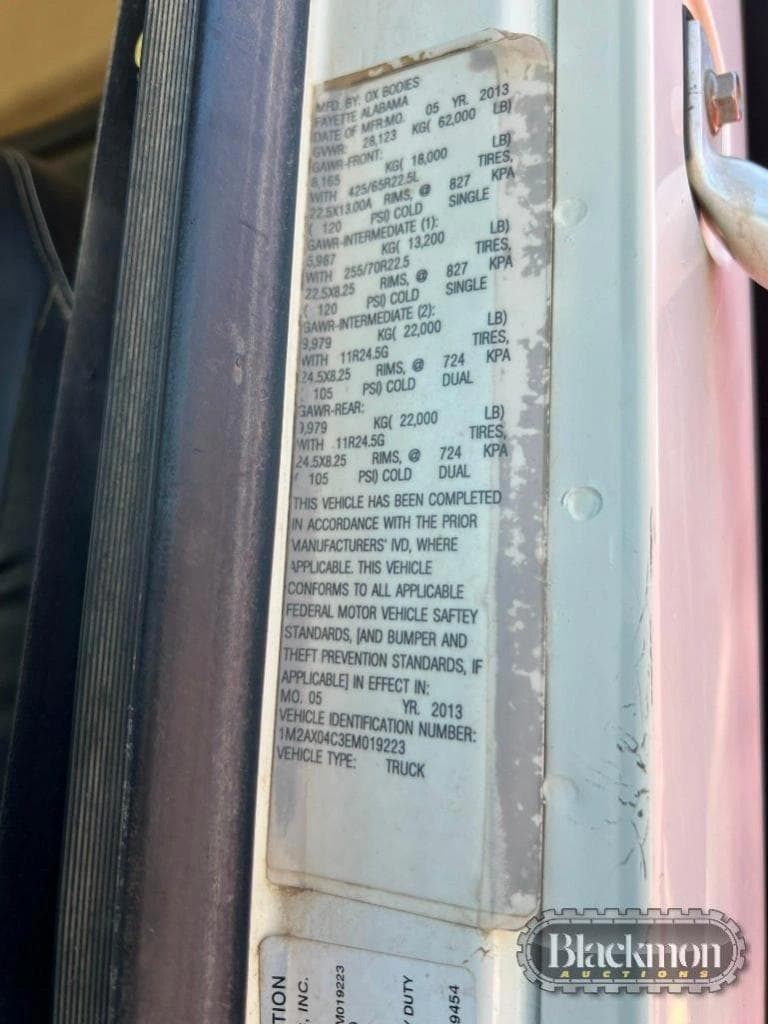 MFD. BY: OX BODIES
FAYETTE ALABAMA
DATE OF MFR:MO. 05 YR. 2013
GVWR: 28,123 KG( 62,000 LB)
GAWR-FRONT:
8,165 KG( 18,000 LB)
WITH 425/65R22.5L TIRES,
22.5X13.00A RIMS, @ 827 KPA
( 120 PSI) COLD SINGLE
GAWR-INTERMEDIATE (1):
5,987 KG( 13,200 LB)
WITH 255/70R22.5 TIRES,
22.5X8.25 RIMS, @ 827 KPA
( 120 PSI) COLD SINGLE
GAWR-INTERMEDIATE (2):
9,979 KG( 22,000 LB)
WITH 11R24.5G TIRES,
24.5X8.25 RIMS, @ 724 KPA
105 PSI) COLD DUAL
GAWR-REAR:
9,979 KG( 22,000 LB)
WITH 11R24.5G TIRES,
24.5X8.25 RIMS, @ 724 KPA
( 105 PSI) COLD DUAL
THIS VEHICLE HAS BEEN COMPLETED
IN ACCORDANCE WITH THE PRIOR
MANUFACTURERS' IVD, WHERE
APPLICABLE. THIS VEHICLE
CONFORMS TO ALL APPLICABLE
FEDERAL MOTOR VEHICLE SAFTEY
STANDARDS, [AND BUMPER AND
THEFT PREVENTION STANDARDS, IF
APPLICABLE] IN EFFECT IN:
MO. 05 YR. 2013
VEHICLE IDENTIFICATION NUMBER:
1M2AX04C3EM019223
VEHICLE TYPE: TRUCK
TION
, INC.
M019223
Y DUTY
9454
Blackmon
AUCTIONS